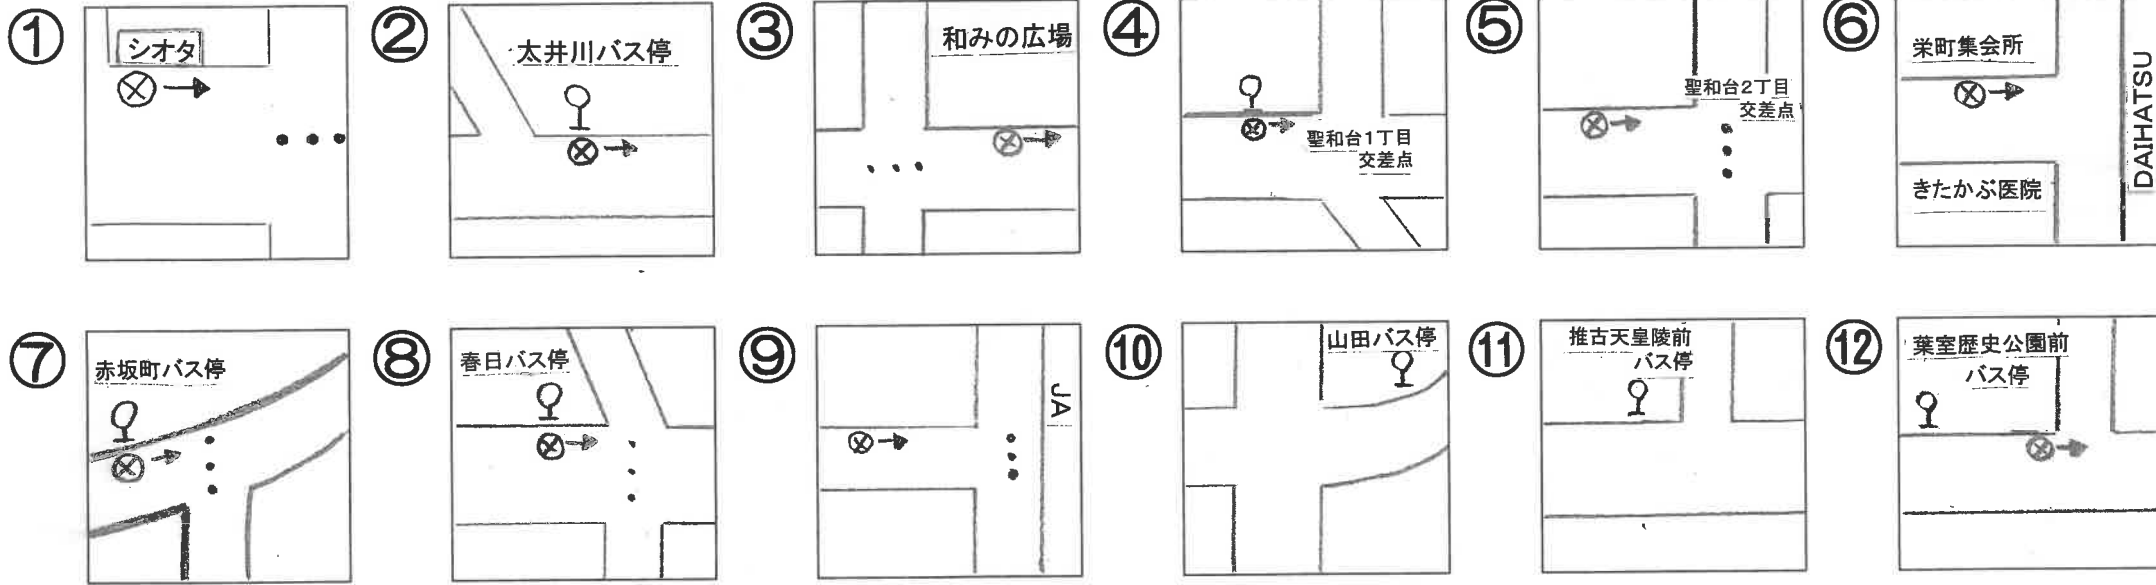 ①
シオタ
②
太井川バス停
③
和みの広場
④
聖和台1丁目
交差点
⑤
聖和台2丁目
交差点
⑥
栄町集会所
DAIHATSU
きたかぶ医院
⑦
赤坂町バス停
⑧
春日バス停
⑨
JA
⑩
山田バス停
⑪
推古天皇陵前
バス停
⑫
葉室歴史公園前
バス停